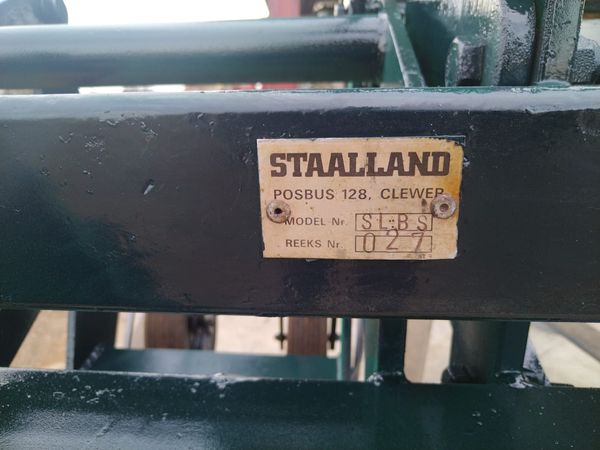 STAALLAND
POSBUS 128, CLEWER
MODEL Nr. SLBS
REEKS Nr. 027